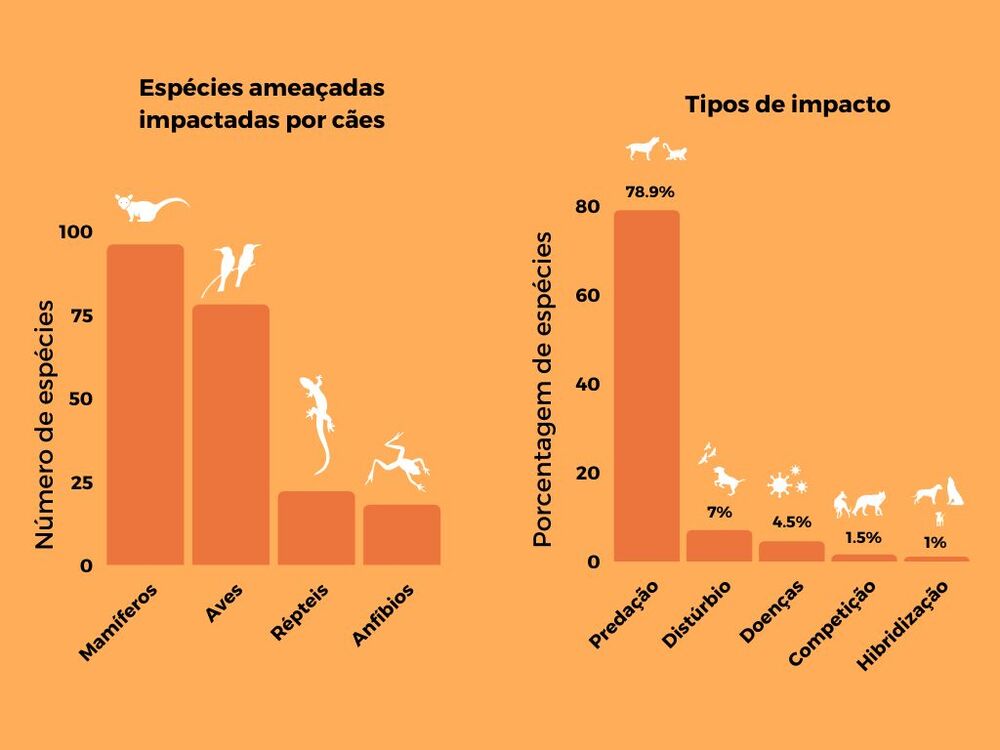 Espécies ameaçadas
impactadas por cães
Número de espécies
100
75
50
25
0
Mamíferos
Aves
Répteis
Anfíbios
Tipos de impacto
Porcentagem de espécies
80
60
40
20
0
78.9%
7%
4.5%
1.5%
1%
Predação
Distúrbio
Doenças
Competição
Hibridização